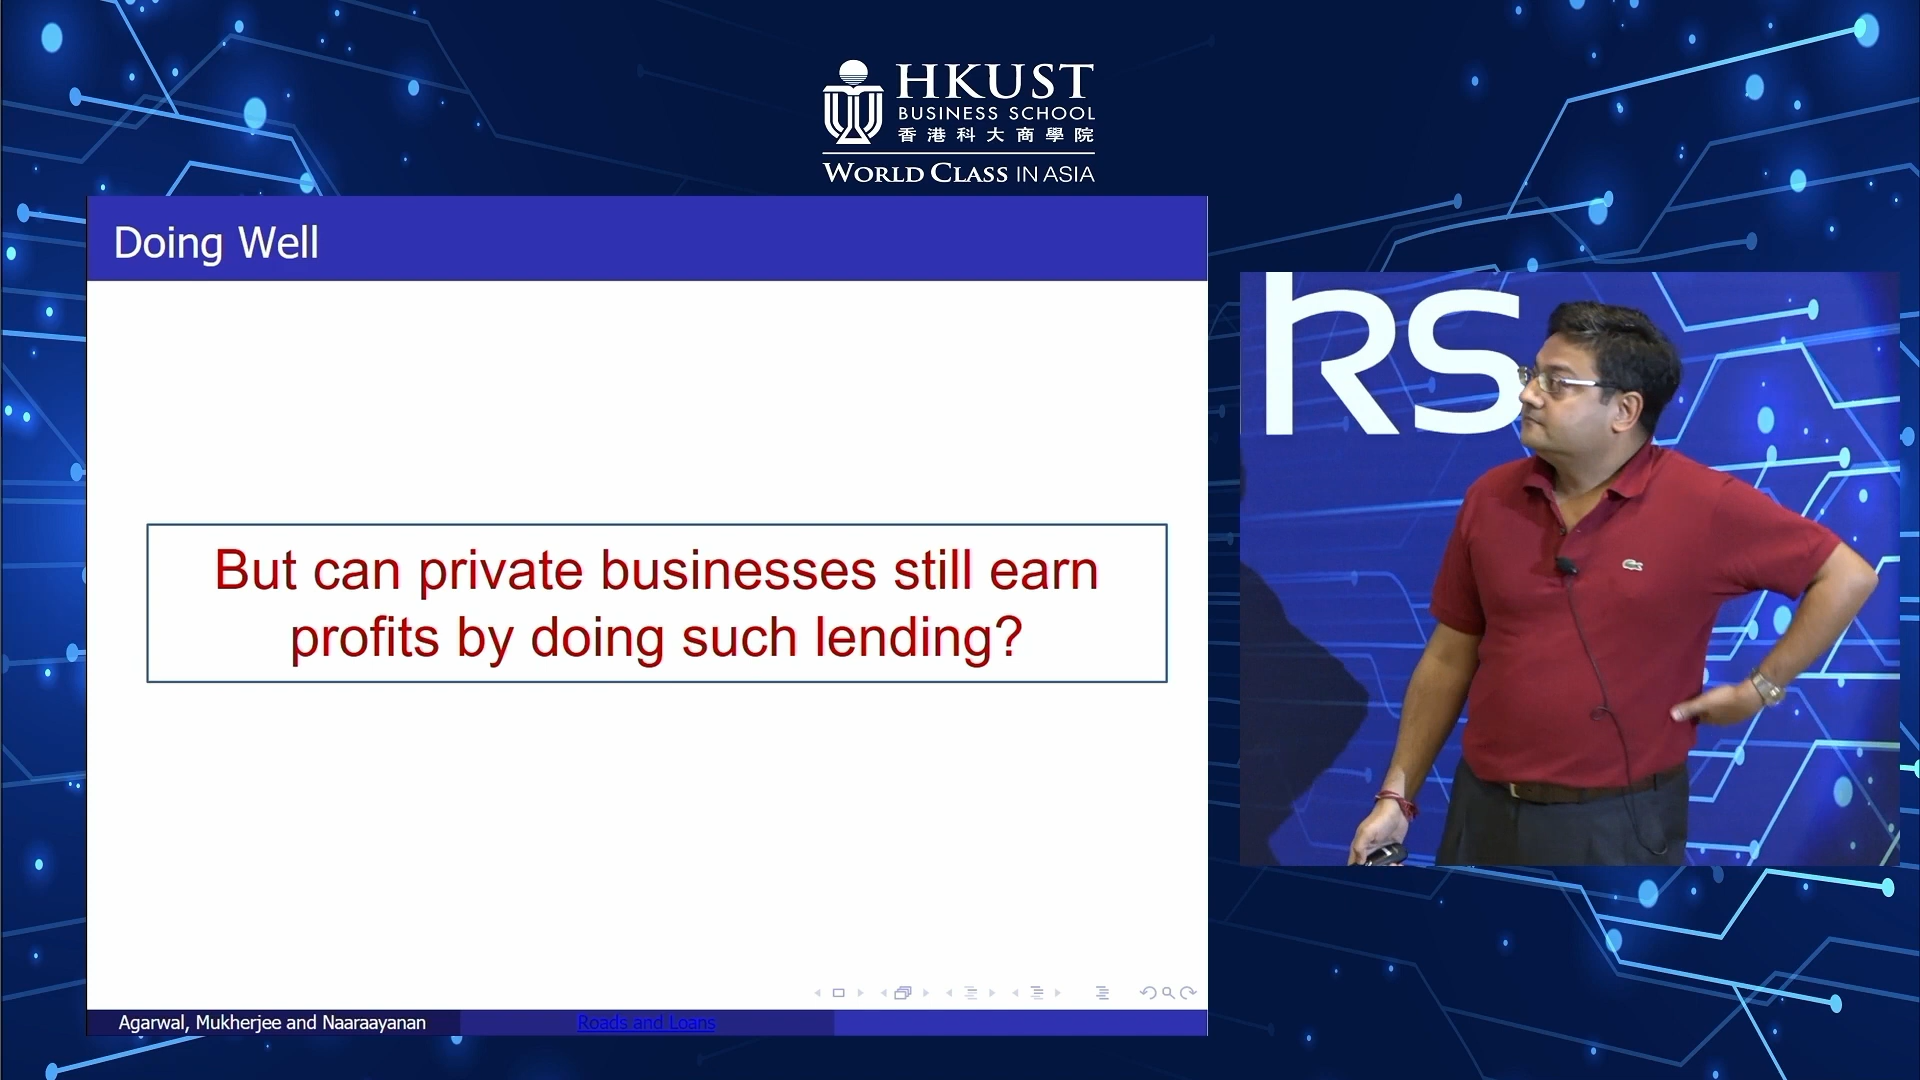 HKUST
BUSINESS SCHOOL
香港科大商學院
WORLD CLASS IN ASIA
Doing Well
But can private businesses still earn
profits by doing such lending?
Agarwal, Mukherjee and Naaraayanan
Roads and Loans